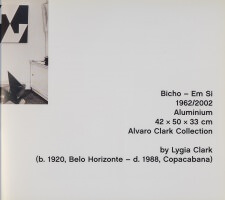 Bicho – Em Si
1962/2002
Aluminium
42 × 50 × 33 cm
Alvaro Clark Collection
by Lygia Clark
(b. 1920, Belo Horizonte – d. 1988, Copacabana)